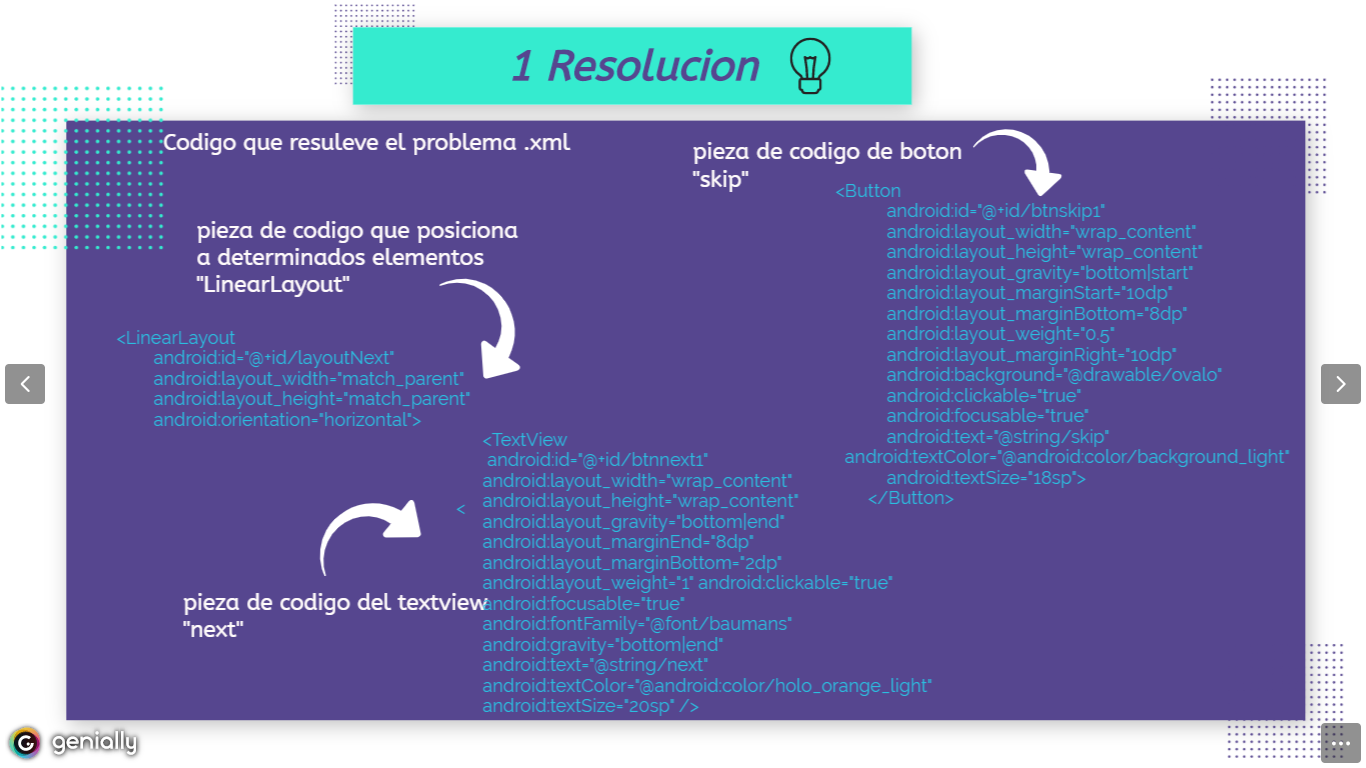 1 Resolucion
Codigo que resuleve el problema .xml
pieza de codigo que posiciona
a determinados elementos
"LinearLayout"
<LinearLayout
android:id="@+id/layoutNext"
android:layout_width="match_parent"
android:layout_height="match_parent"
android:orientation="horizontal">
pieza de codigo del textview
"next"
<
<TextView
android:id="@+id/btnnext1"
android:layout_width="wrap_content"
android:layout_height="wrap_content"
android:layout_gravity="bottom|end"
android:layout_marginEnd="8dp"
android:layout_marginBottom="2dp"
android:layout_weight="1" android:clickable="true"
android:focusable="true"
android:fontFamily="@font/baumans"
android:gravity="bottom|end"
android:text="@string/next"
android:textColor="@android:color/holo_orange_light"
android:textSize="20sp" />
pieza de codigo de boton
"skip"
<Button
android:id="@+id/btnskip1"
android:layout_width="wrap_content"
android:layout_height="wrap_content"
android:layout_gravity="bottom|start"
android:layout_marginStart="10dp"
android:layout_marginBottom="8dp"
android:layout_weight="0.5"
android:layout_marginRight="10dp"
android:background="@drawable/ovalo"
android:clickable="true"
android:focusable="true"
android:text="@string/skip"
android:textColor="@android:color/background_light"
android:textSize="18sp">
</Button>
genially